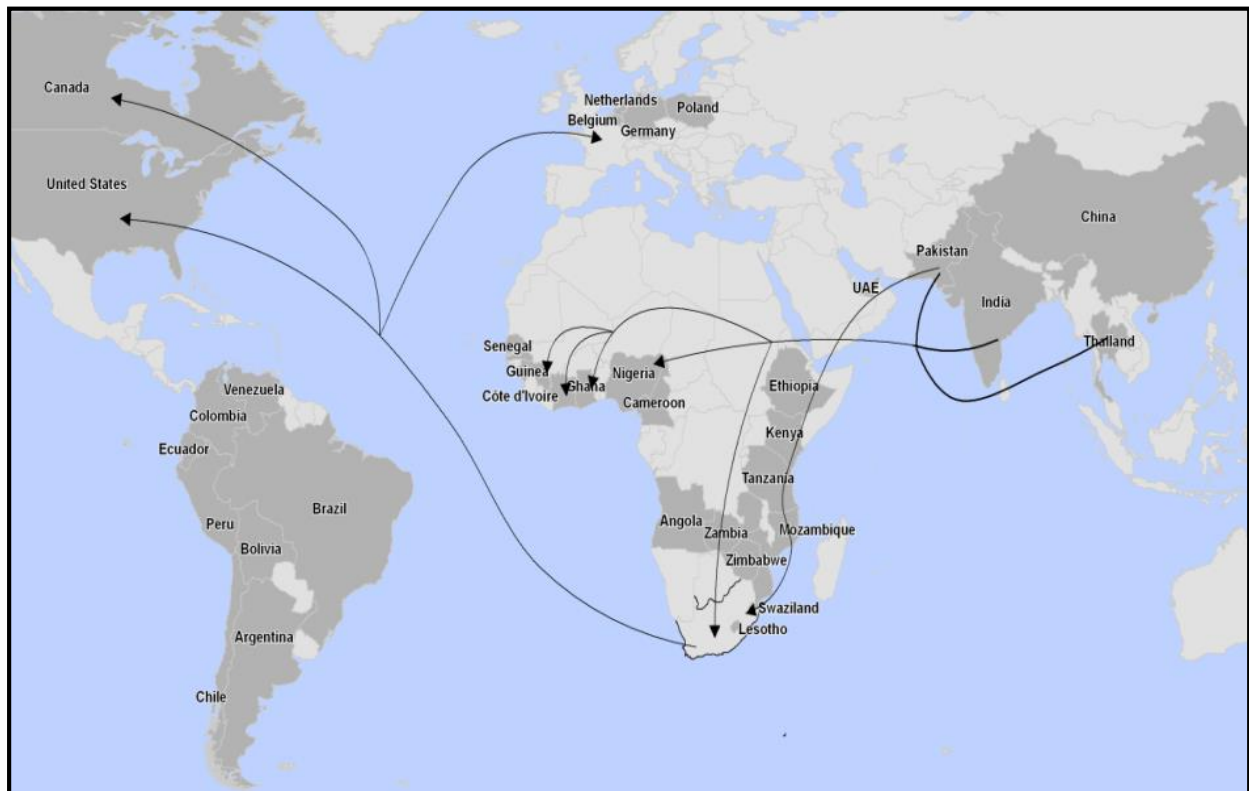 Canada
Netherlands
Poland
Belgium
Germany
United States
China
Pakistan
UAE
India
Thailand
Senegal
Guinea
Nigeria
Côte d'Ivoire
Ghana
Cameroon
Ethiopia
Kenya
Venezuela
Colombia
Ecuador
Tanzania
Brazil
Peru
Angola
Zambia
Mozambique
Bolivia
Zimbabwe
Swaziland
Lesotho
Argentina
Chile